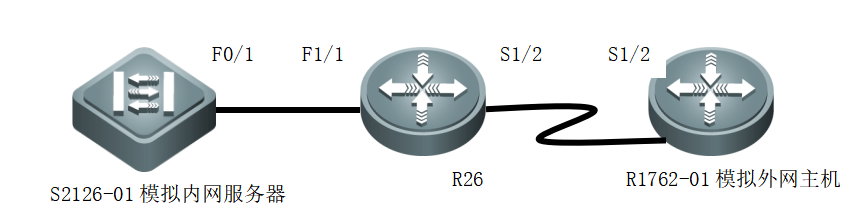 F0/1
F1/1
S1/2
S1/2
S2126-01 模拟内网服务器
R26
R1762-01 模拟外网主机